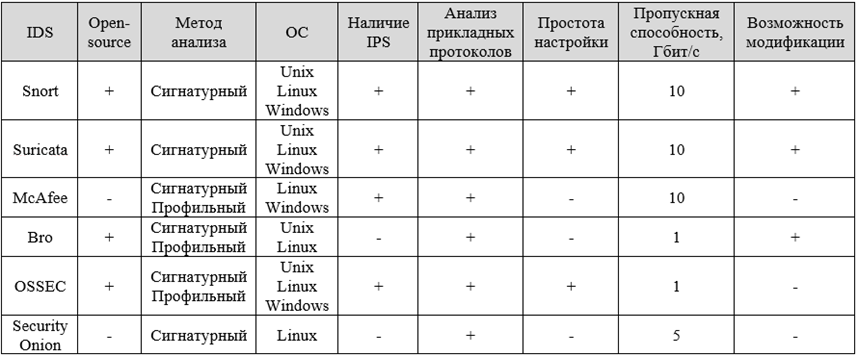 IDS Open-source Метод анализа ОС Наличие IPS Анализ прикладных протоколов Простота настройки Пропускная способность, Гбит/с Возможность модификации
Snort + Сигнатурный Unix Linux Windows + + + 10 +
Suricata + Сигнатурный Unix Linux Windows + + + 10 +
McAfee - Сигнатурный Профильный Linux Windows + + - 10 -
Bro + Сигнатурный Профильный Unix Linux - + - 1 +
OSSEC + Сигнатурный Профильный Unix Linux Windows + + + 1 -
Security Onion - Сигнатурный Linux - + - 5 -